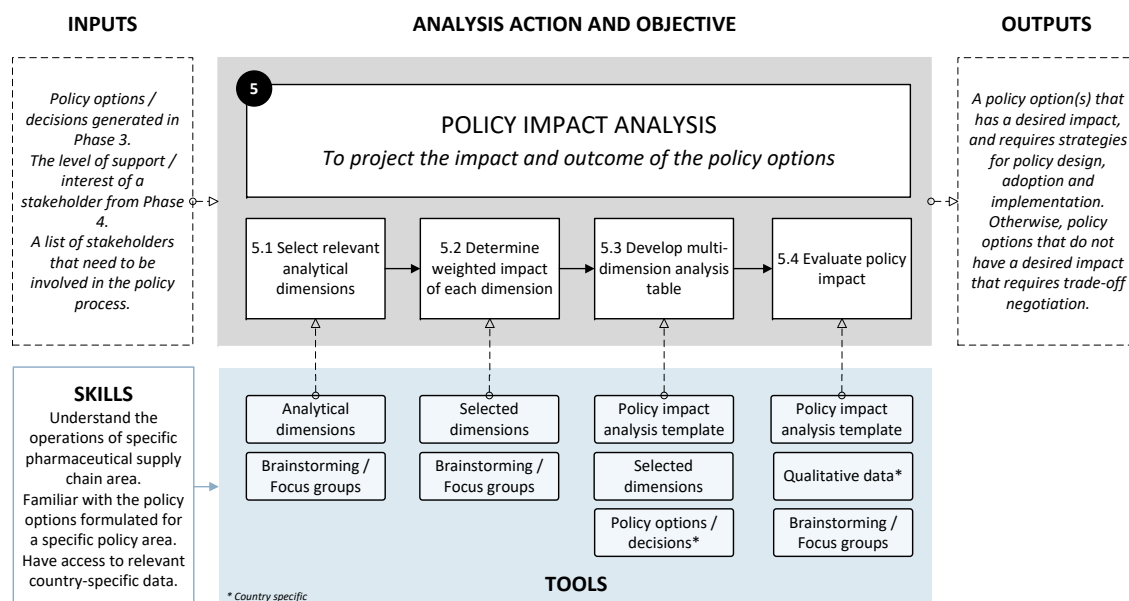 INPUTS
ANALYSIS ACTION AND OBJECTIVE
OUTPUTS
Policy options /
decisions generated in
Phase 3.
The level of support /
interest of a
stakeholder from Phase
4.
A list of stakeholders
that need to be
involved in the policy
process.
5
POLICY IMPACT ANALYSIS
To project the impact and outcome of the policy options
5.1 Select relevant
analytical
dimensions
5.2 Determine
weighted impact
of each dimension
5.3 Develop multi-
dimension analysis
table
5.4 Evaluate policy
impact
A policy option(s) that
has a desired impact,
and requires strategies
for policy design,
adoption and
implementation.
Otherwise, policy
options that do not
have a desired impact
that requires trade-off
negotiation.
SKILLS
Understand the
operations of specific
pharmaceutical supply
chain area.
Familiar with the policy
options formulated for
a specific policy area.
Have access to relevant
country-specific data.
Analytical
dimensions
Brainstorming /
Focus groups
Selected
dimensions
Brainstorming /
Focus groups
Policy impact
analysis template
Selected
dimensions
Policy options /
decisions*
Policy impact
analysis template
Qualitative data*
Brainstorming /
Focus groups
TOOLS
* Country specific